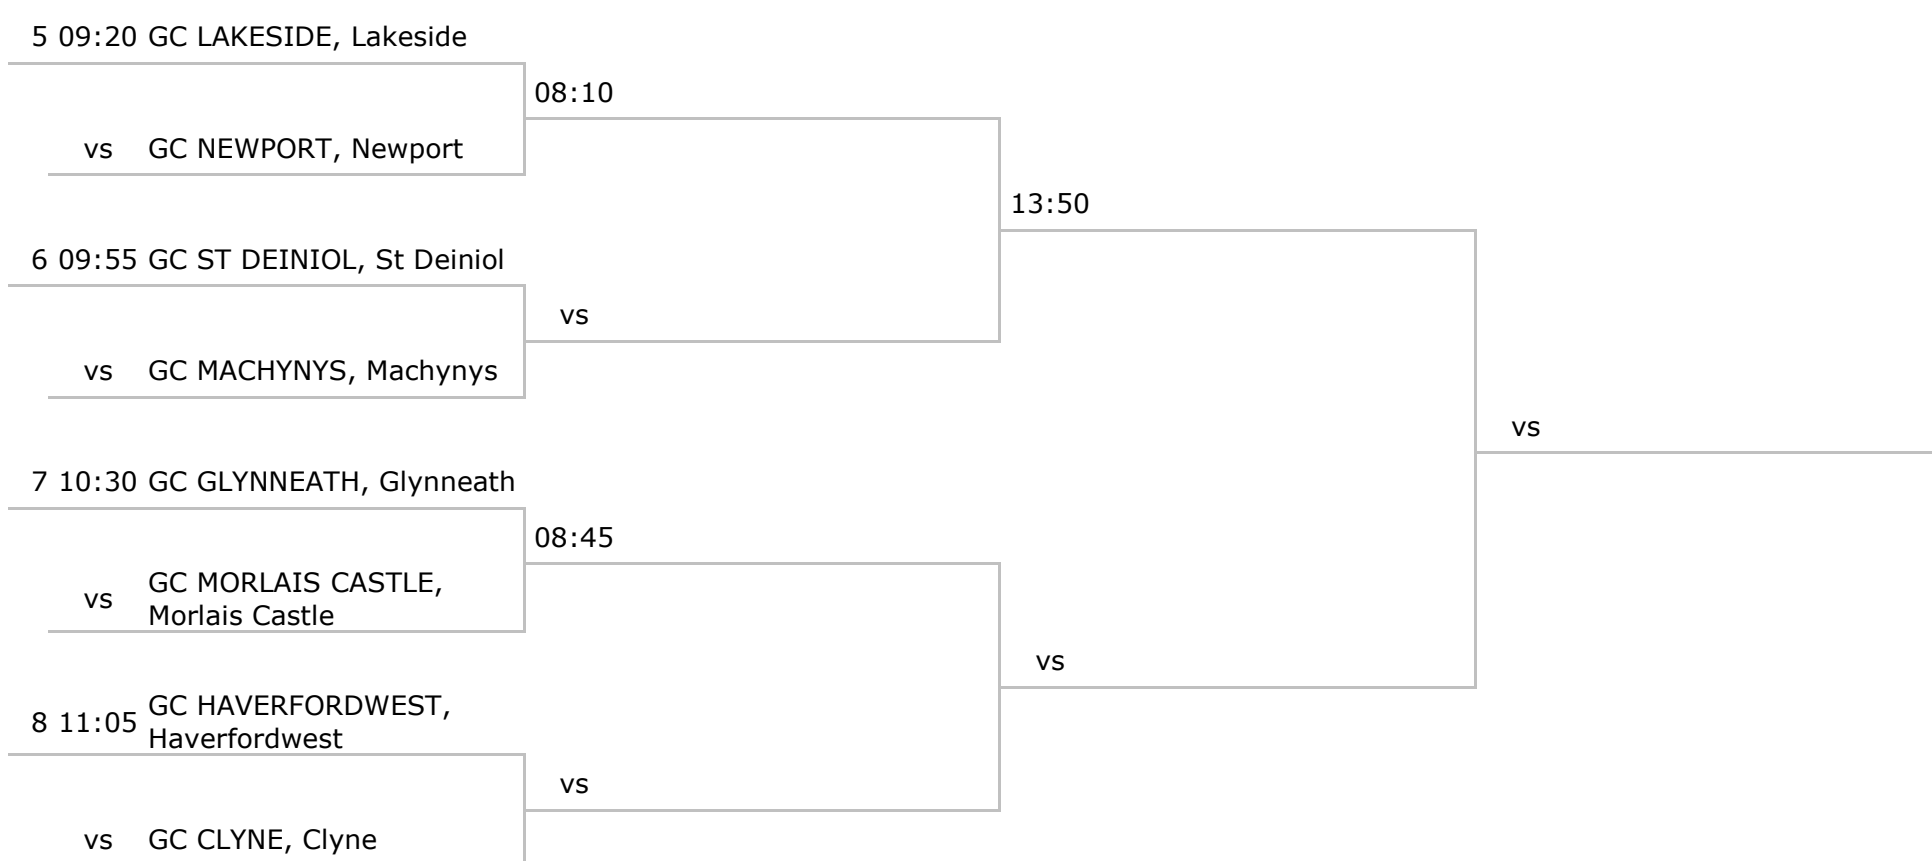 5 09:20 GC LAKESIDE, Lakeside
08:10
vs GC NEWPORT, Newport
13:50
6 09:55 GC ST DEINIOL, St Deiniol
vs
vs GC MACHYNYS, Machynys
vs
7 10:30 GC GLYNNEATH, Glynneath
08:45
vs GC MORLAIS CASTLE,
Morlais Castle
vs
8 11:05 GC HAVERFORDWEST,
Haverfordwest
vs
vs GC CLYNE, Clyne